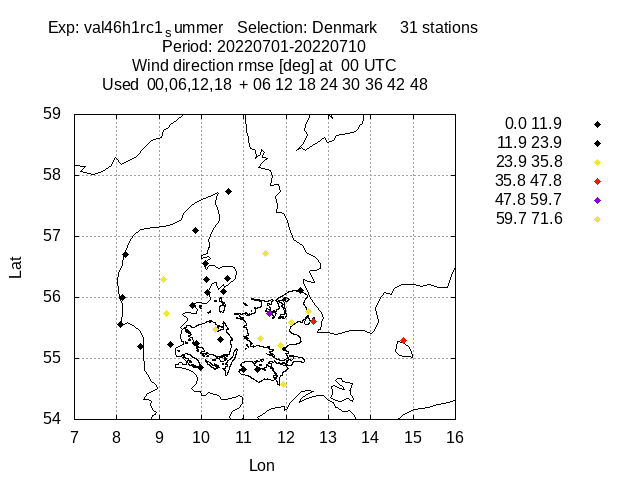 Exp: val46h1rc1summer Selection: Denmark 31 stations
Period: 20220701-20220710
Wind direction rmse [deg] at 00 UTC
Used 00,06,12,18 + 06 12 18 24 30 36 42 48
0.0 11.9
11.9 23.9
23.9 35.8
35.8 47.8
47.8 59.7
59.7 71.6
59
58
57
56
55
54
Lat
7 8 9 10 11 12 13 14 15 16
Lon